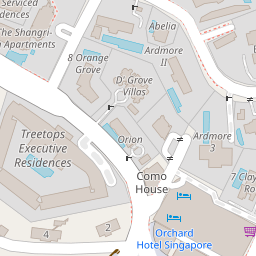 Serviced
Residences
The Shangri-
Apartments
Abelia
8 Orange
Grove
Ardmore
II
D' Grove
Villas
Treetops
Executive
Residences
Orion
Ardmore
3
Como
House
7 Clay
Ro
Orchard
Hotel Singapore
4
2